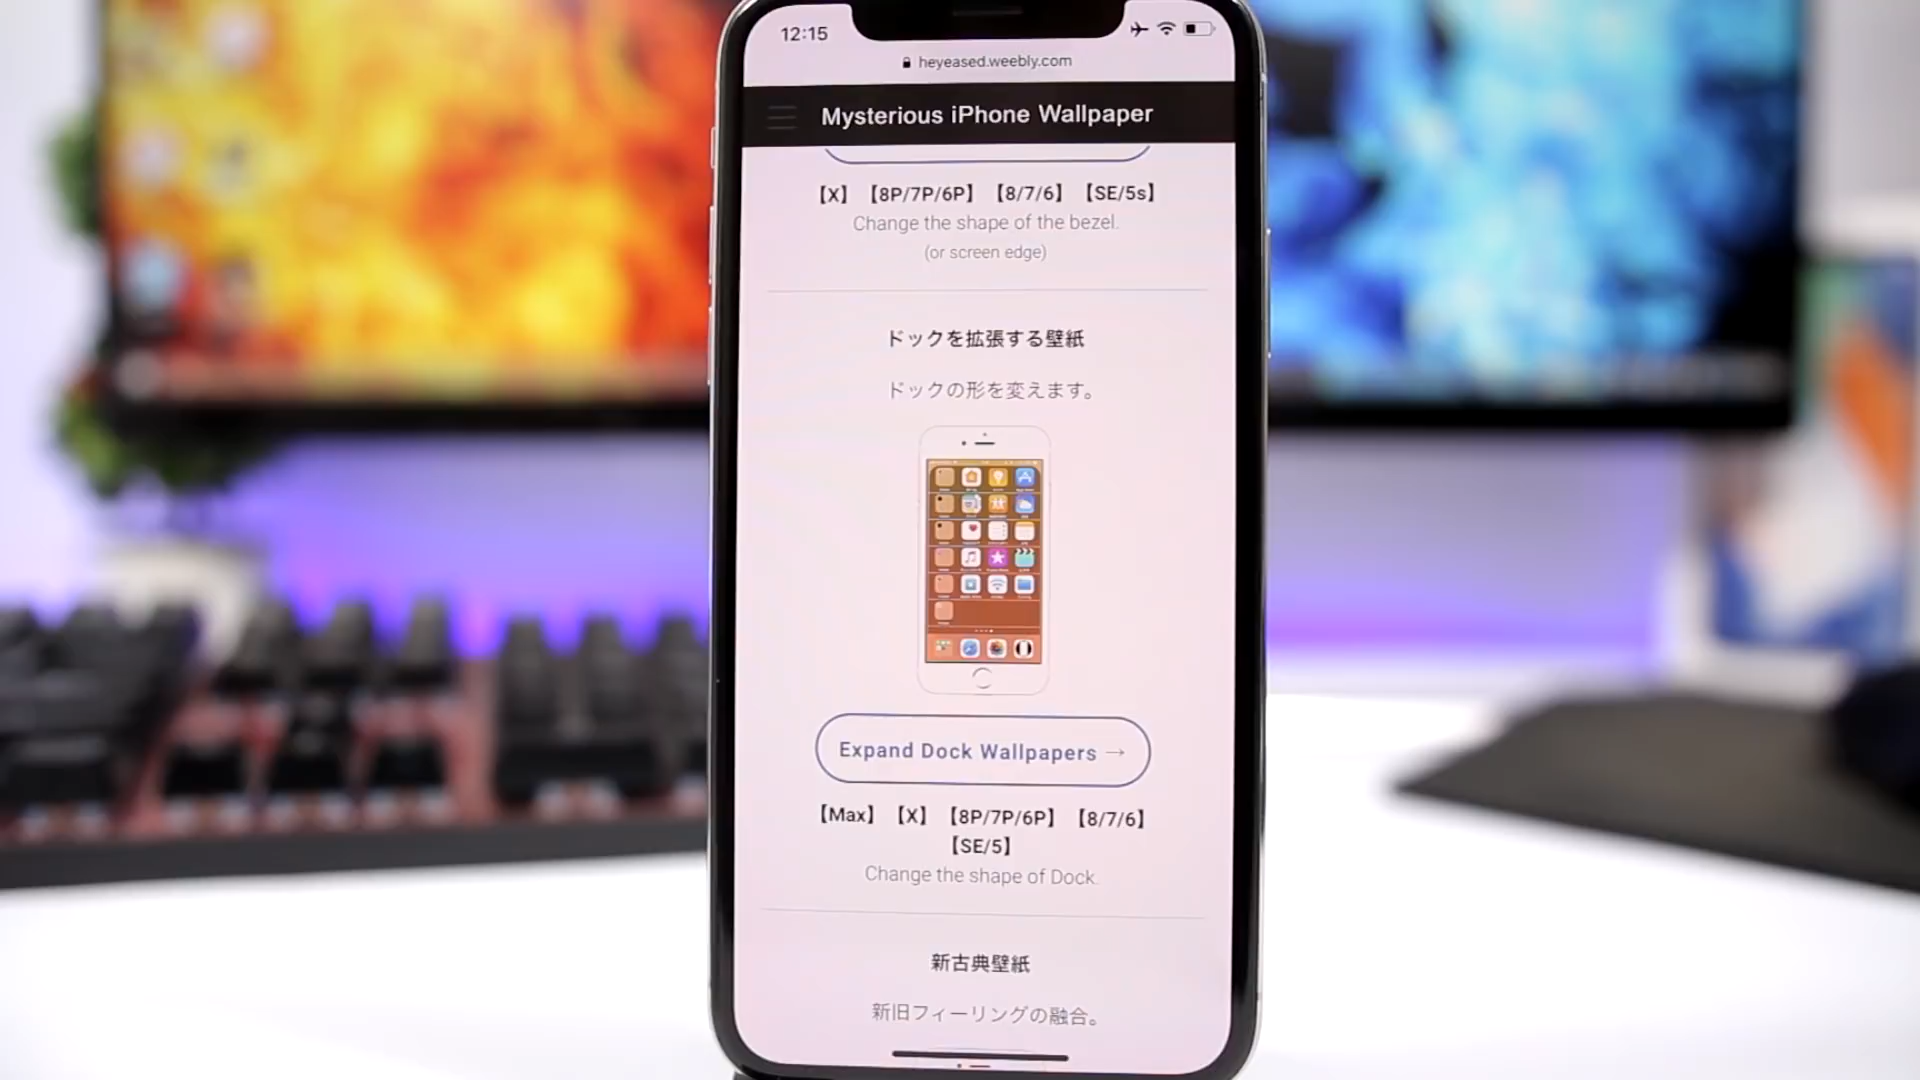 12:15
heyeased.weebly.com
Mysterious iPhone Wallpaper
【X】【8P/7P/6P】【8/7/6】【SE/5s】
Change the shape of the bezel.
(or screen edge)
ドックを拡張する壁紙
ドックの形を変えます。
Expand Dock Wallpapers →
【Max】【X】【8P/7P/6P】【8/7/6】
【SE/5】
Change the shape of Dock.
新古典壁紙
新旧フィーリングの融合。